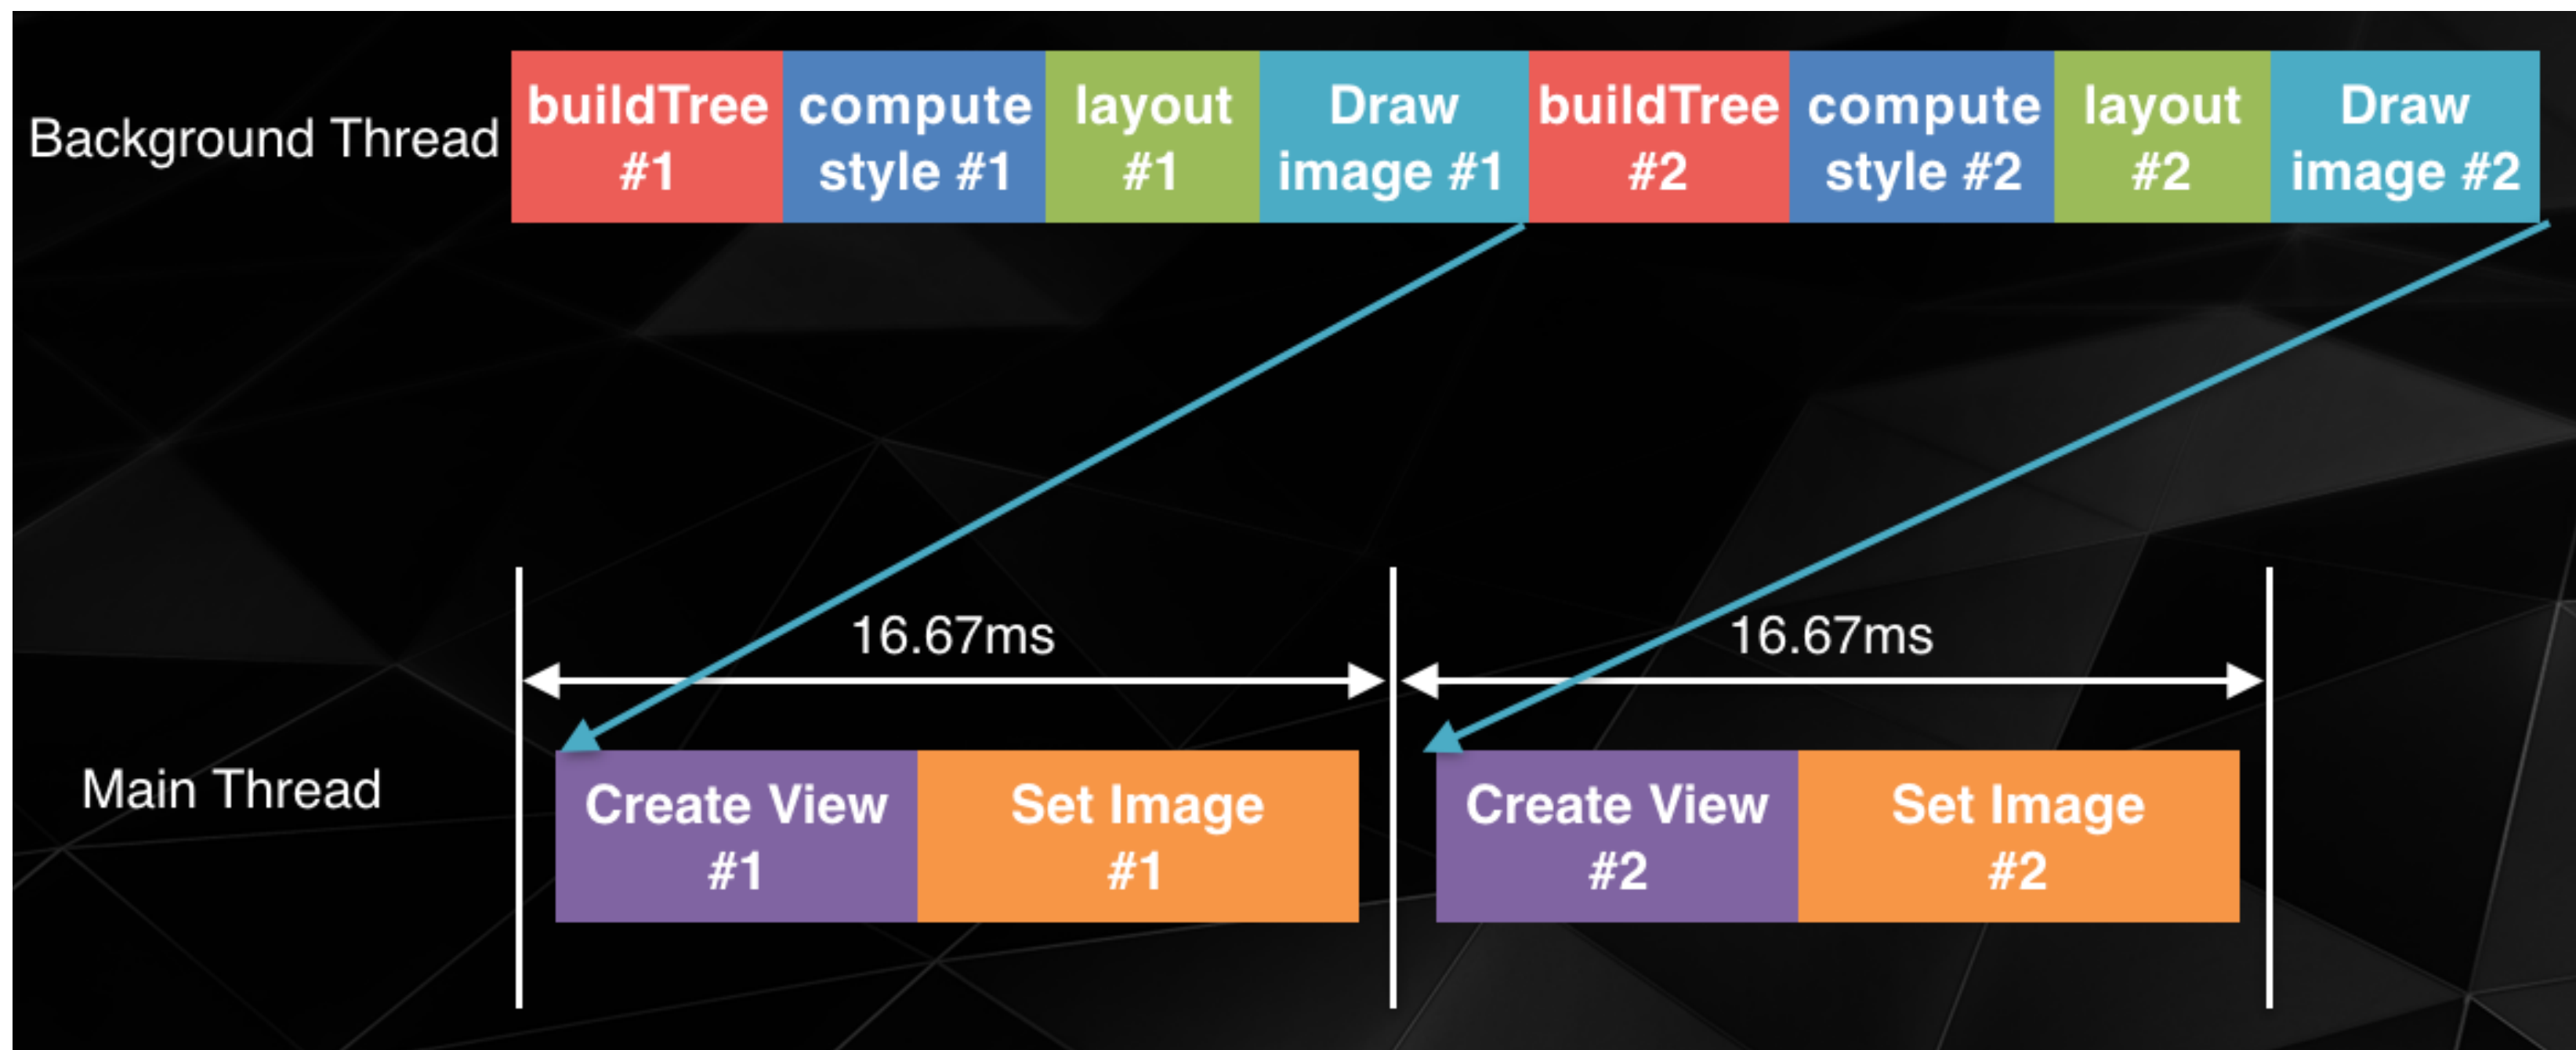 Background Thread
buildTree
#1
compute
style #1
layout
#1
Draw
image #1
buildTree
#2
compute
style #2
layout
#2
Draw
image #2
16.67ms
16.67ms
Main Thread
Create View
#1
Set Image
#1
Create View
#2
Set Image
#2